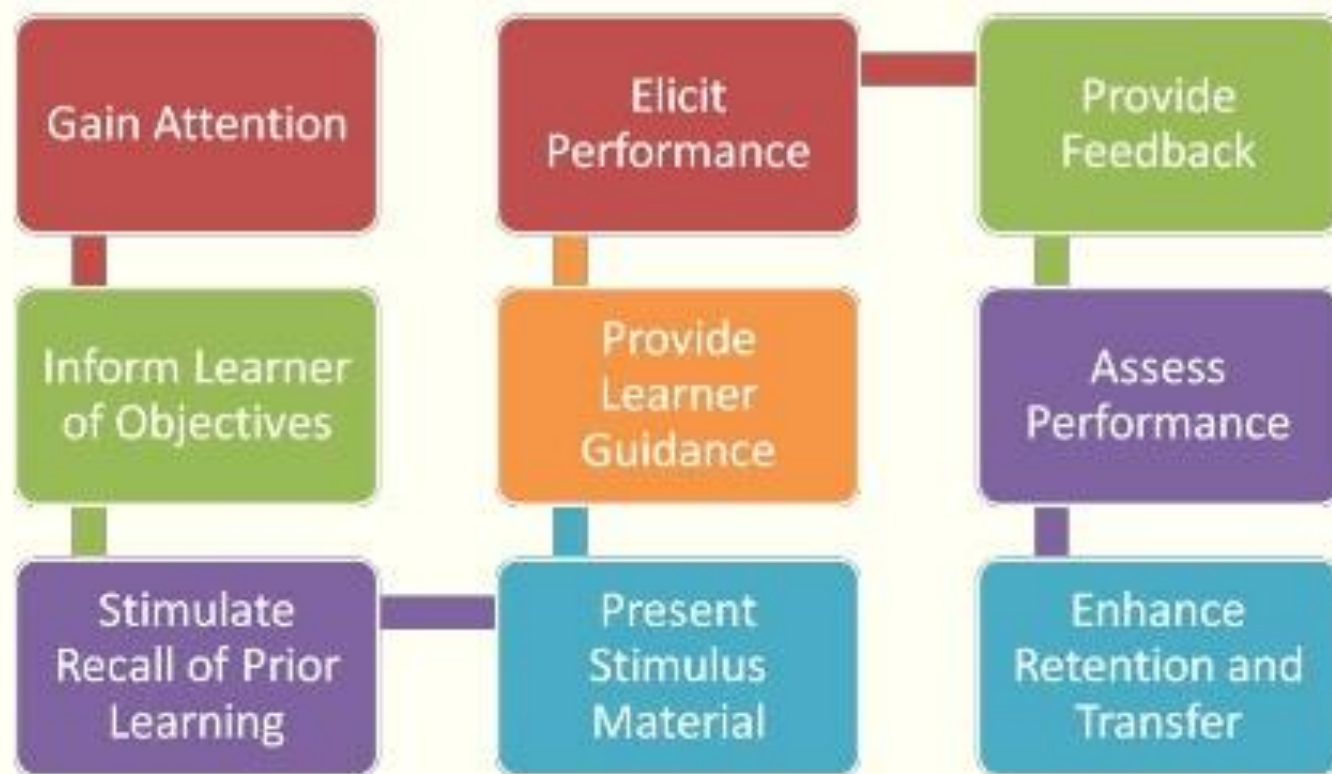 Gain Attention
Inform Learner
of Objectives
Stimulate
Recall of Prior
Learning
Present
Stimulus
Material
Provide
Learner
Guidance
Elicit
Performance
Provide
Feedback
Assess
Performance
Enhance
Retention and
Transfer